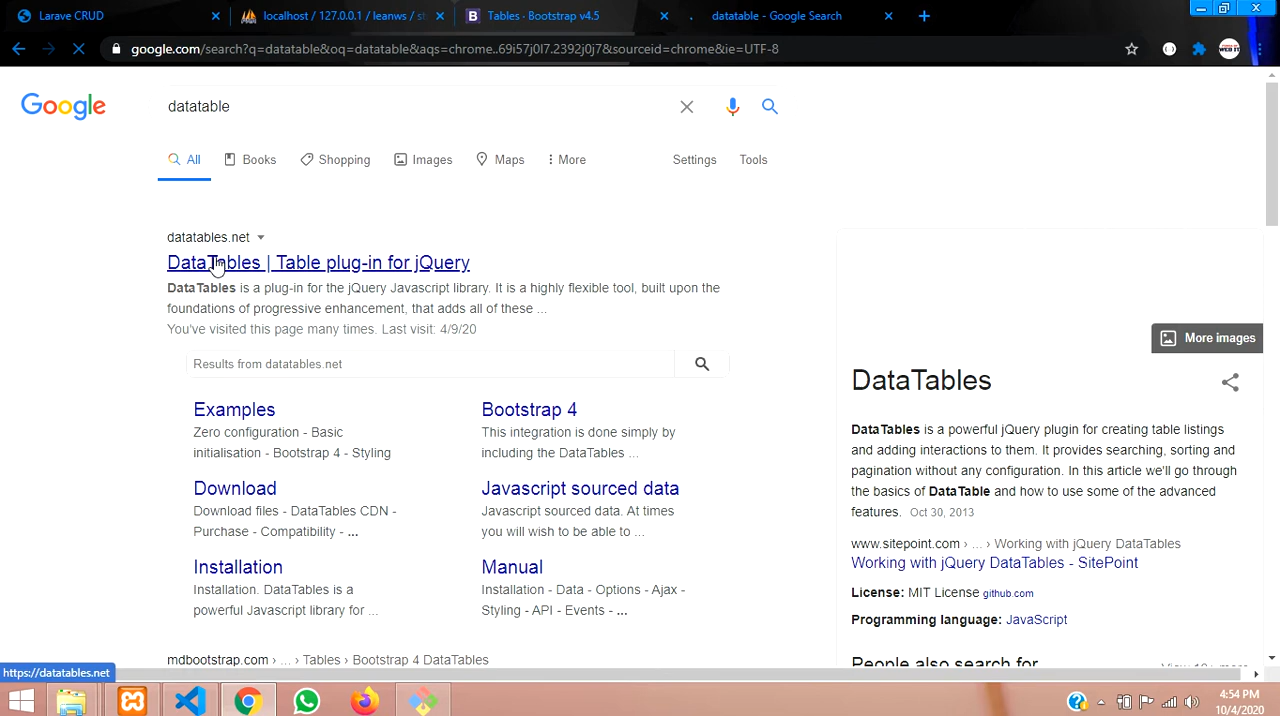 Larave CRUD
localhost / 127.0.0.1 / leanws / st
B Tables - Bootstrap v4.5
datatable - Google Search
google.com/search?q=datatable&oq=datatable&aqs=chrome..69i57j0l7.2392j0j7&sourceid=chrome&ie=UTF-8
Google
datatable
All Books Shopping Images Maps More Settings Tools
datatables.net
DataTables | Table plug-in for jQuery
DataTables is a plug-in for the jQuery Javascript library. It is a highly flexible tool, built upon the
foundations of progressive enhancement, that adds all of these ...
You've visited this page many times. Last visit: 4/9/20
Results from datatables.net
Examples
Zero configuration - Basic
initialisation - Bootstrap 4 - Styling
Bootstrap 4
This integration is done simply by
including the DataTables ...
Download
Download files - DataTables CDN -
Purchase - Compatibility - ...
Javascript sourced data
Javascript sourced data. At times
you will wish to be able to ...
Installation
Installation. DataTables is a
powerful Javascript library for ...
Manual
Installation - Data - Options - Ajax -
Styling - API - Events - ...
mdbootstrap.com › ... › Tables › Bootstrap 4 DataTables
More images
DataTables
DataTables is a powerful jQuery plugin for creating table listings
and adding interactions to them. It provides searching, sorting and
pagination without any configuration. In this article we'll go through
the basics of DataTable and how to use some of the advanced
features. Oct 30, 2013
www.sitepoint.com › ... › Working with jQuery DataTables
Working with jQuery DataTables - SitePoint
License: MIT License github.com
Programming language: JavaScript
People also search for
https://datatables.net
4:54 PM
10/4/2020